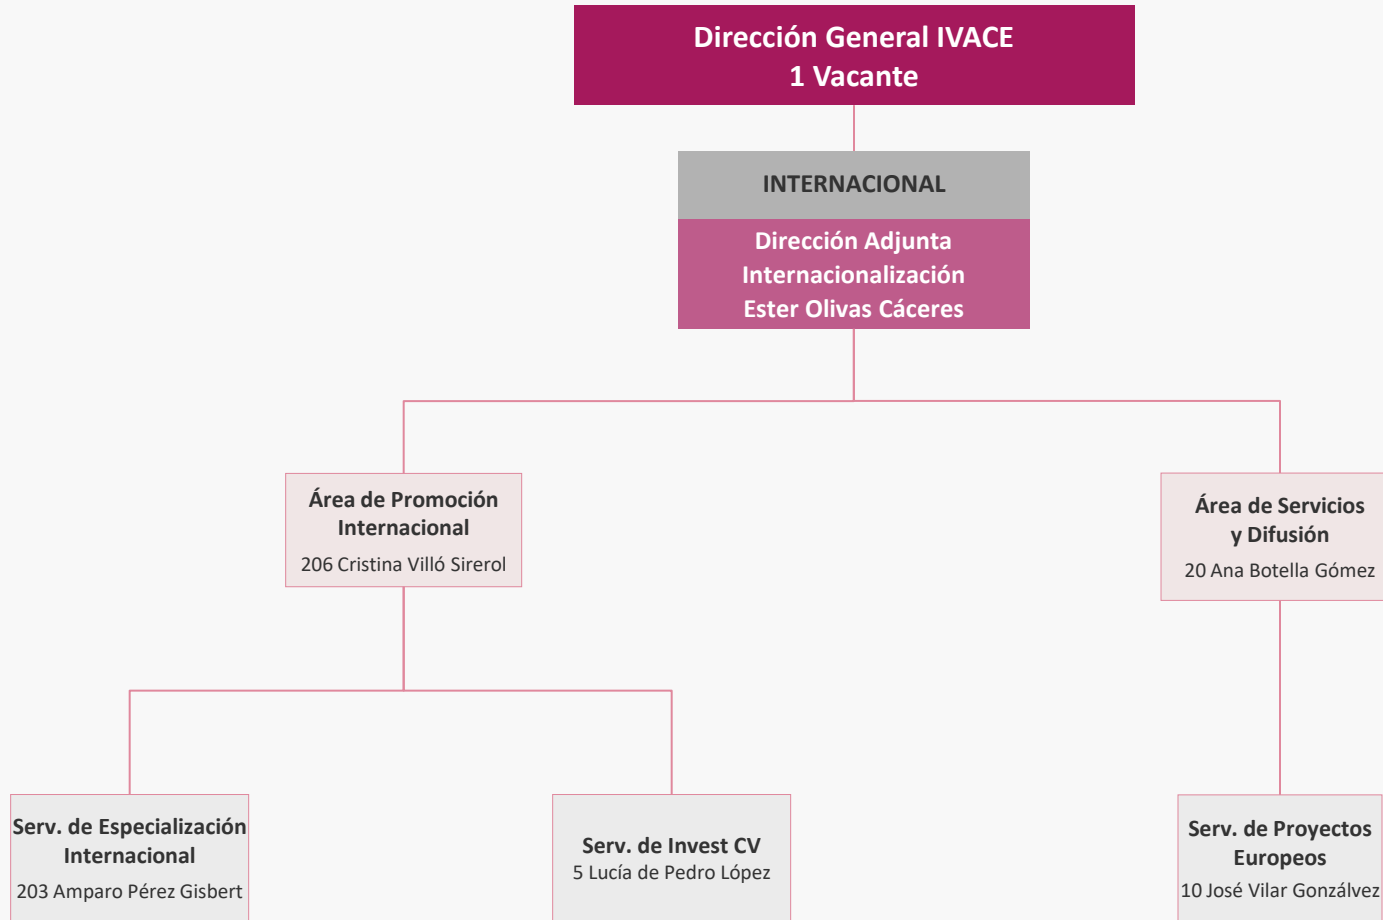 Dirección General IVACE
1 Vacante
INTERNACIONAL
Dirección Adjunta
Internacionalización
Ester Olivas Cáceres
Área de Promoción
Internacional
206 Cristina Villó Sirerol
Área de Servicios
y Difusión
20 Ana Botella Gómez
Serv. de Especialización
Internacional
203 Amparo Pérez Gisbert
Serv. de Invest CV
5 Lucía de Pedro López
Serv. de Proyectos
Europeos
10 José Vilar Gonzálvez